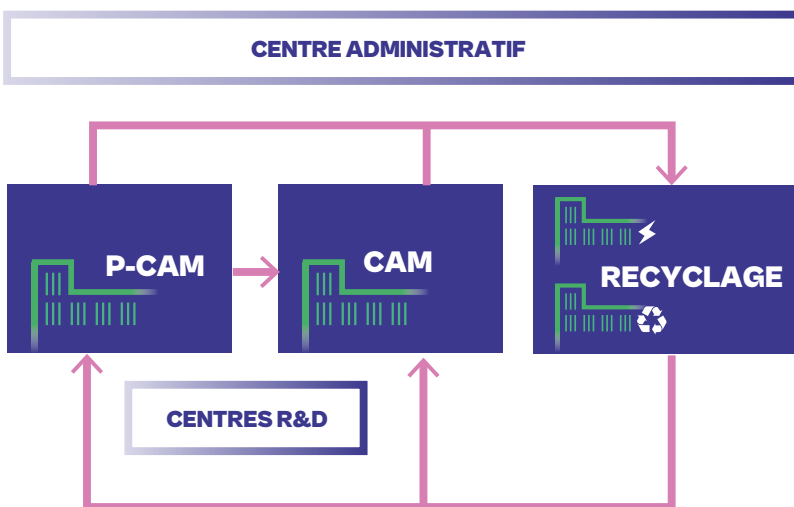 CENTRE ADMINISTRATIF
P-CAM
CAM
RECYCLAGE
CENTRES R&D